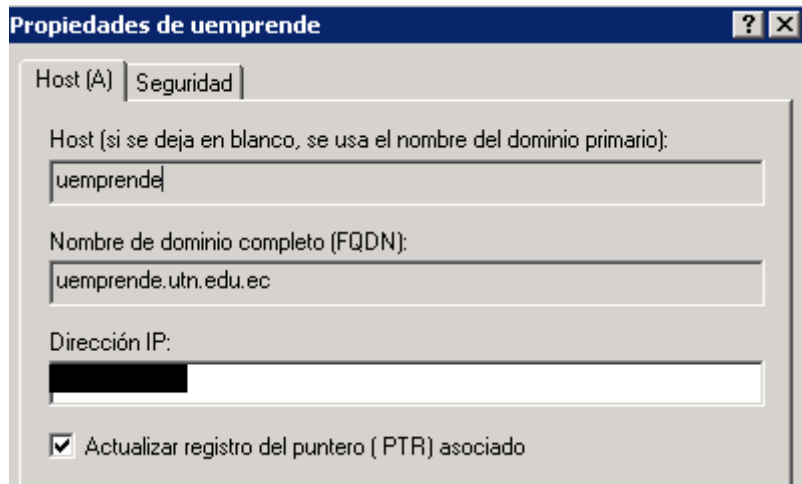 Propiedades de uemprende
Host (A) Seguridad
Host (si se deja en blanco, se usa el nombre del dominio primario):
uemprende
Nombre de dominio completo (FQDN):
uemprende.utn.edu.ec
Dirección IP:
Actualizar registro del puntero ( PTR) asociado